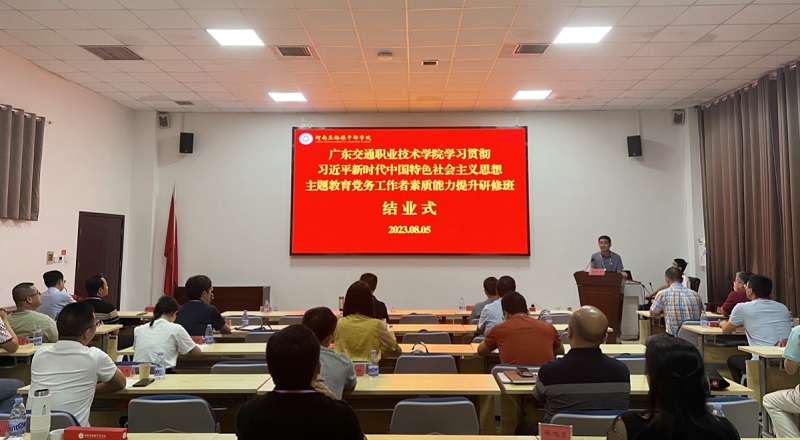 河南焦裕禄干部学院
广东交通职业技术学院学习贯彻
习近平新时代中国特色社会主义思想
主题教育党务工作者素质能力提升研修班
结业式
2023.08.05